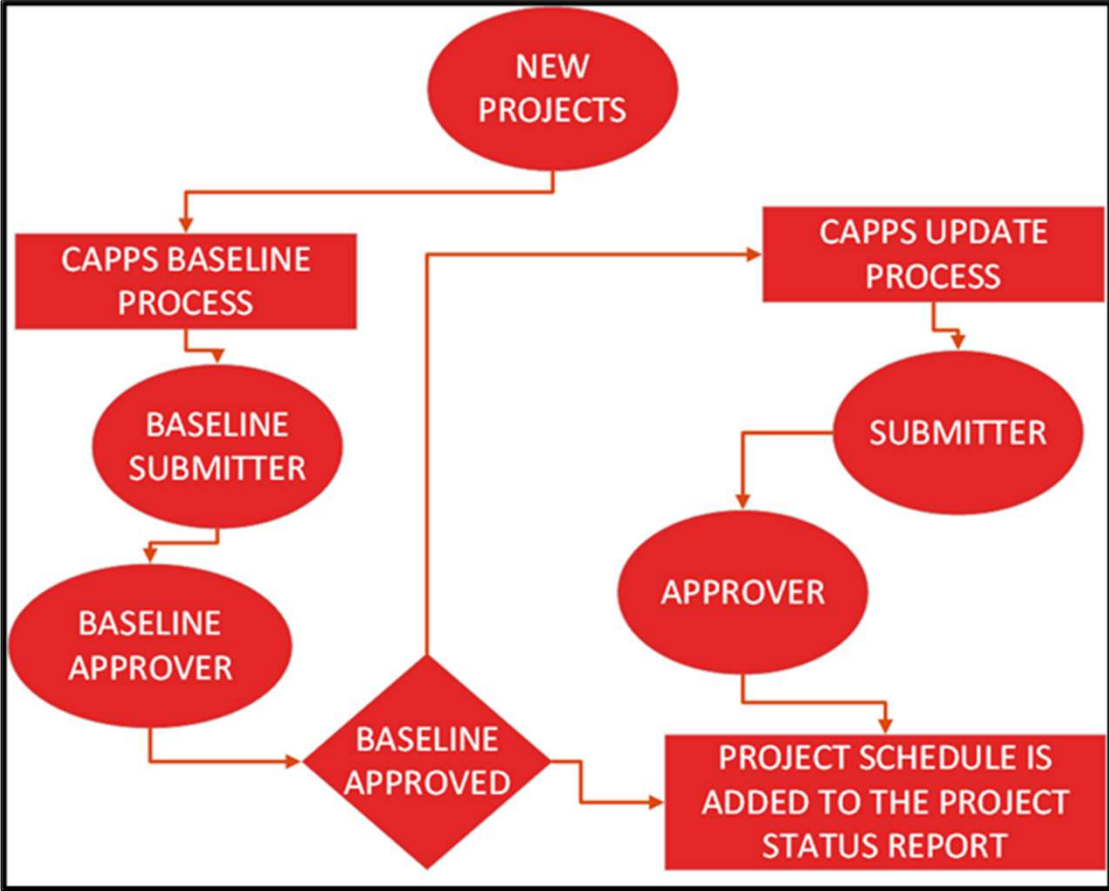 NEW
PROJECTS
CAPPS BASELINE
PROCESS
BASELINE
SUBMITTER
BASELINE
APPROVER
BASELINE
APPROVED
CAPPS UPDATE
PROCESS
SUBMITTER
APPROVER
PROJECT SCHEDULE IS
ADDED TO THE PROJECT
STATUS REPORT